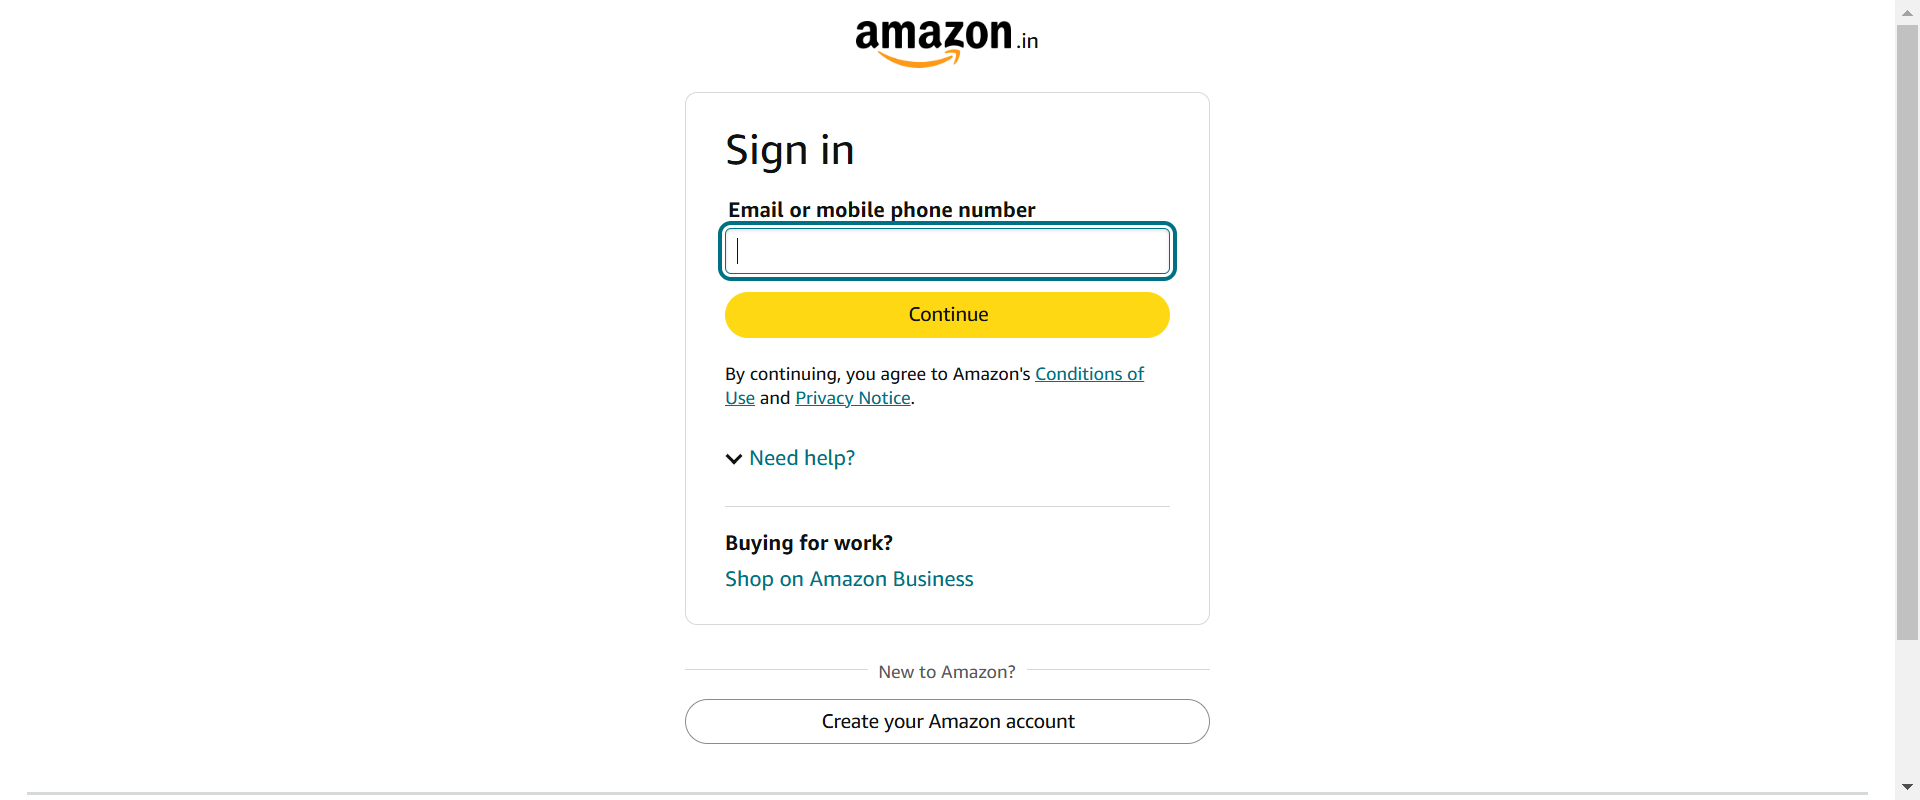 amazon.in
Sign in
Email or mobile phone number
Continue
By continuing, you agree to Amazon's Conditions of
Use and Privacy Notice.
Need help?
Buying for work?
Shop on Amazon Business
New to Amazon?
Create your Amazon account